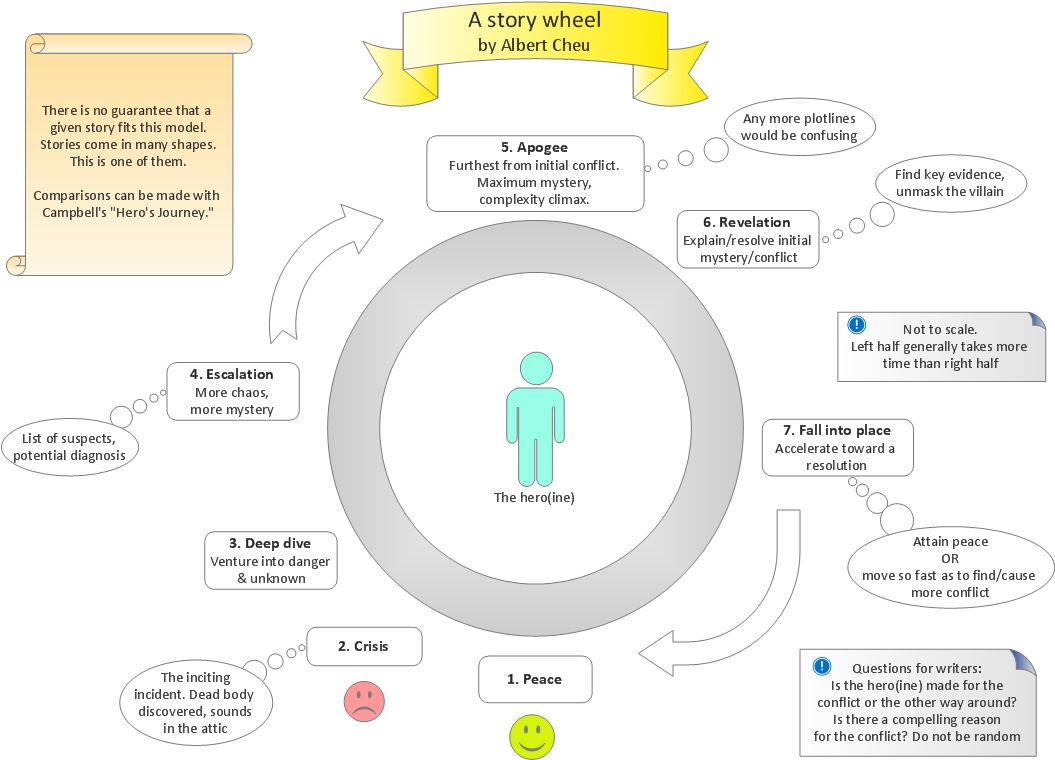 A story wheel
by Albert Cheu
There is no guarantee that a
given story fits this model.
Stories come in many shapes.
This is one of them.
Comparisons can be made with
Campbell's "Hero's Journey."
5. Apogee
Furthest from initial conflict.
Maximum mystery,
complexity climax.
Any more plotlines
would be confusing
6. Revelation
Explain/resolve initial
mystery/conflict
Find key evidence,
unmask the villain
!
Not to scale.
Left half generally takes more
time than right half
4. Escalation
More chaos,
more mystery
List of suspects,
potential diagnosis
The hero(ine)
7. Fall into place
Accelerate toward a
resolution
Attain peace
OR
move so fast as to find/cause
more conflict
3. Deep dive
Venture into danger
& unknown
2. Crisis
The inciting
incident. Dead body
discovered, sounds
in the attic
1. Peace
!
Questions for writers:
Is the hero(ine) made for the
conflict or the other way around?
Is there a compelling reason
for the conflict? Do not be random